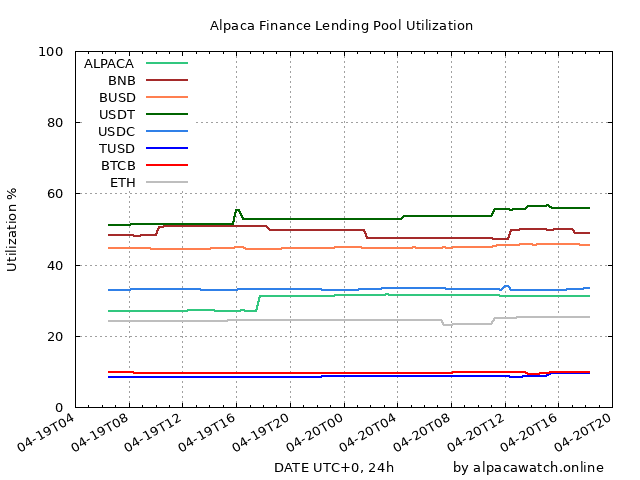 Alpaca Finance Lending Pool Utilization
100
80
60
40
20
0
Utilization %
ALPACA
BNB
BUSD
USDT
USDC
TUSD
BTCB
ETH
04-19T04
04-19T08
04-19T12
04-19T16
04-19T20
04-20T00
04-20T04
04-20T08
04-20T12
04-20T16
04-20T20
DATE UTC+0, 24h
by alpacawatch.online